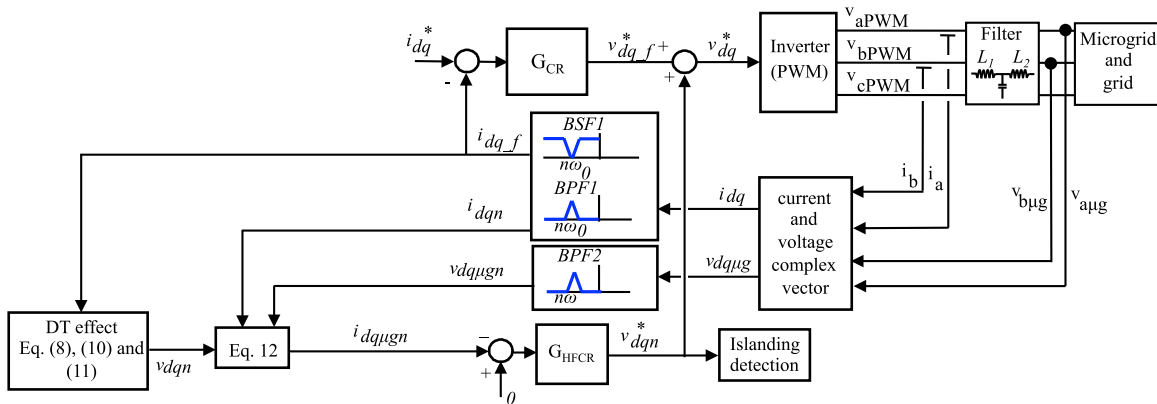 i*dq
-
GCR
v*dq_f
+
+
v*dq
Inverter
(PWM)
vaPWM
vbPWM
vcPWM
Filter
L1 L2
Microgrid
and
grid
idq_f
BSF1
nω0
BPF1
nω0
idqn
idq
current
and
voltage
complex
vector
ib
ia
vbμg
vaμg
vdqμgn
BPF2
nω
vdqμg
DT effect
Eq. (8), (10) and
(11)
vdqn
Eq. 12
idqμgn
−
+
0
GHFCR
v*dqn
Islanding
detection